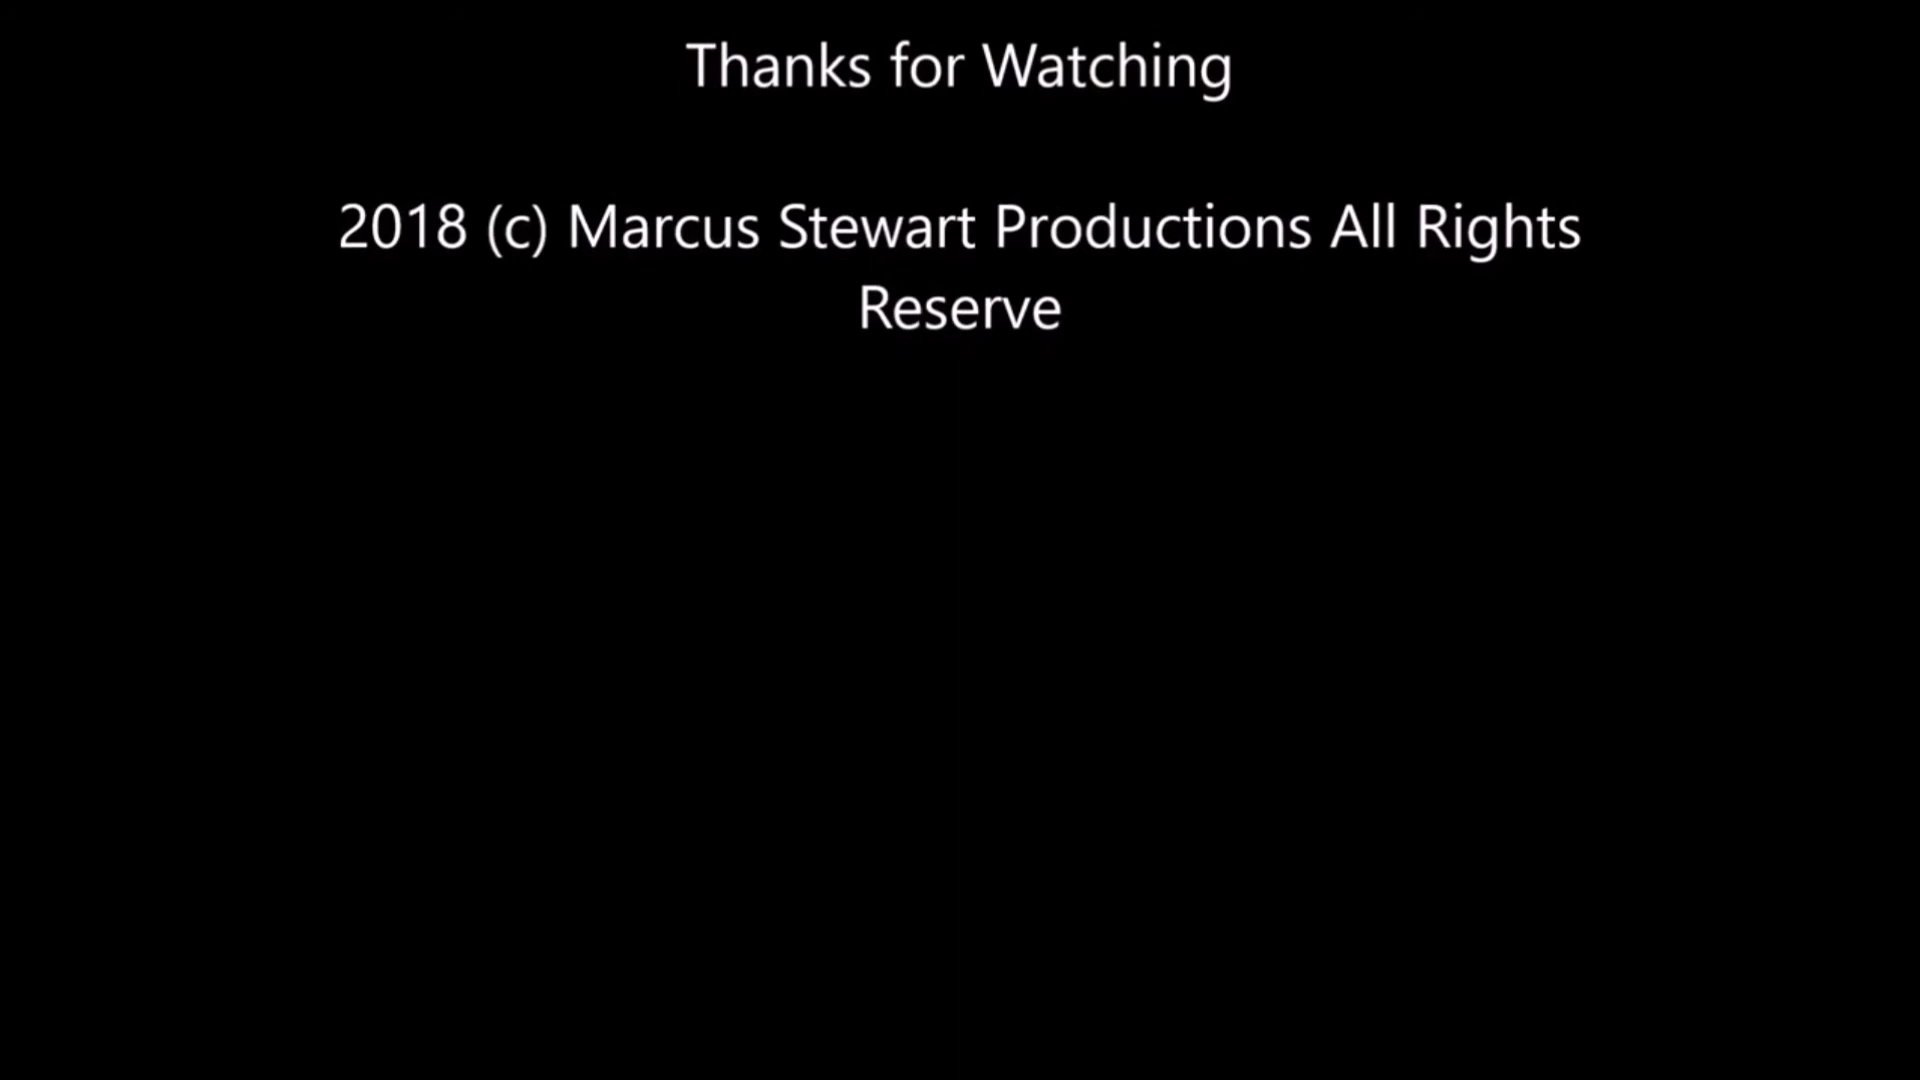 Thanks for Watching
2018 (c) Marcus Stewart Productions All Rights
Reserve